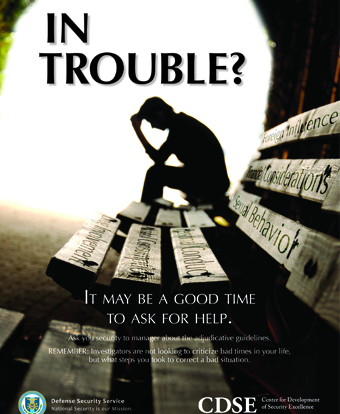 IN
TROUBLE?
Foreign Influence
Considerations
Sexual Behavior
IT MAY BE A GOOD TIME
TO ASK FOR HELP.
Ask you security to manager about the adjudicative guidelines.
REMEMBER: Investigators are not looking to criticize bad times in your life,
but what steps you took to correct a bad situation.
Defense Security Service
National Security is our Mission
CDSE
Center for Development
of Security Excellence